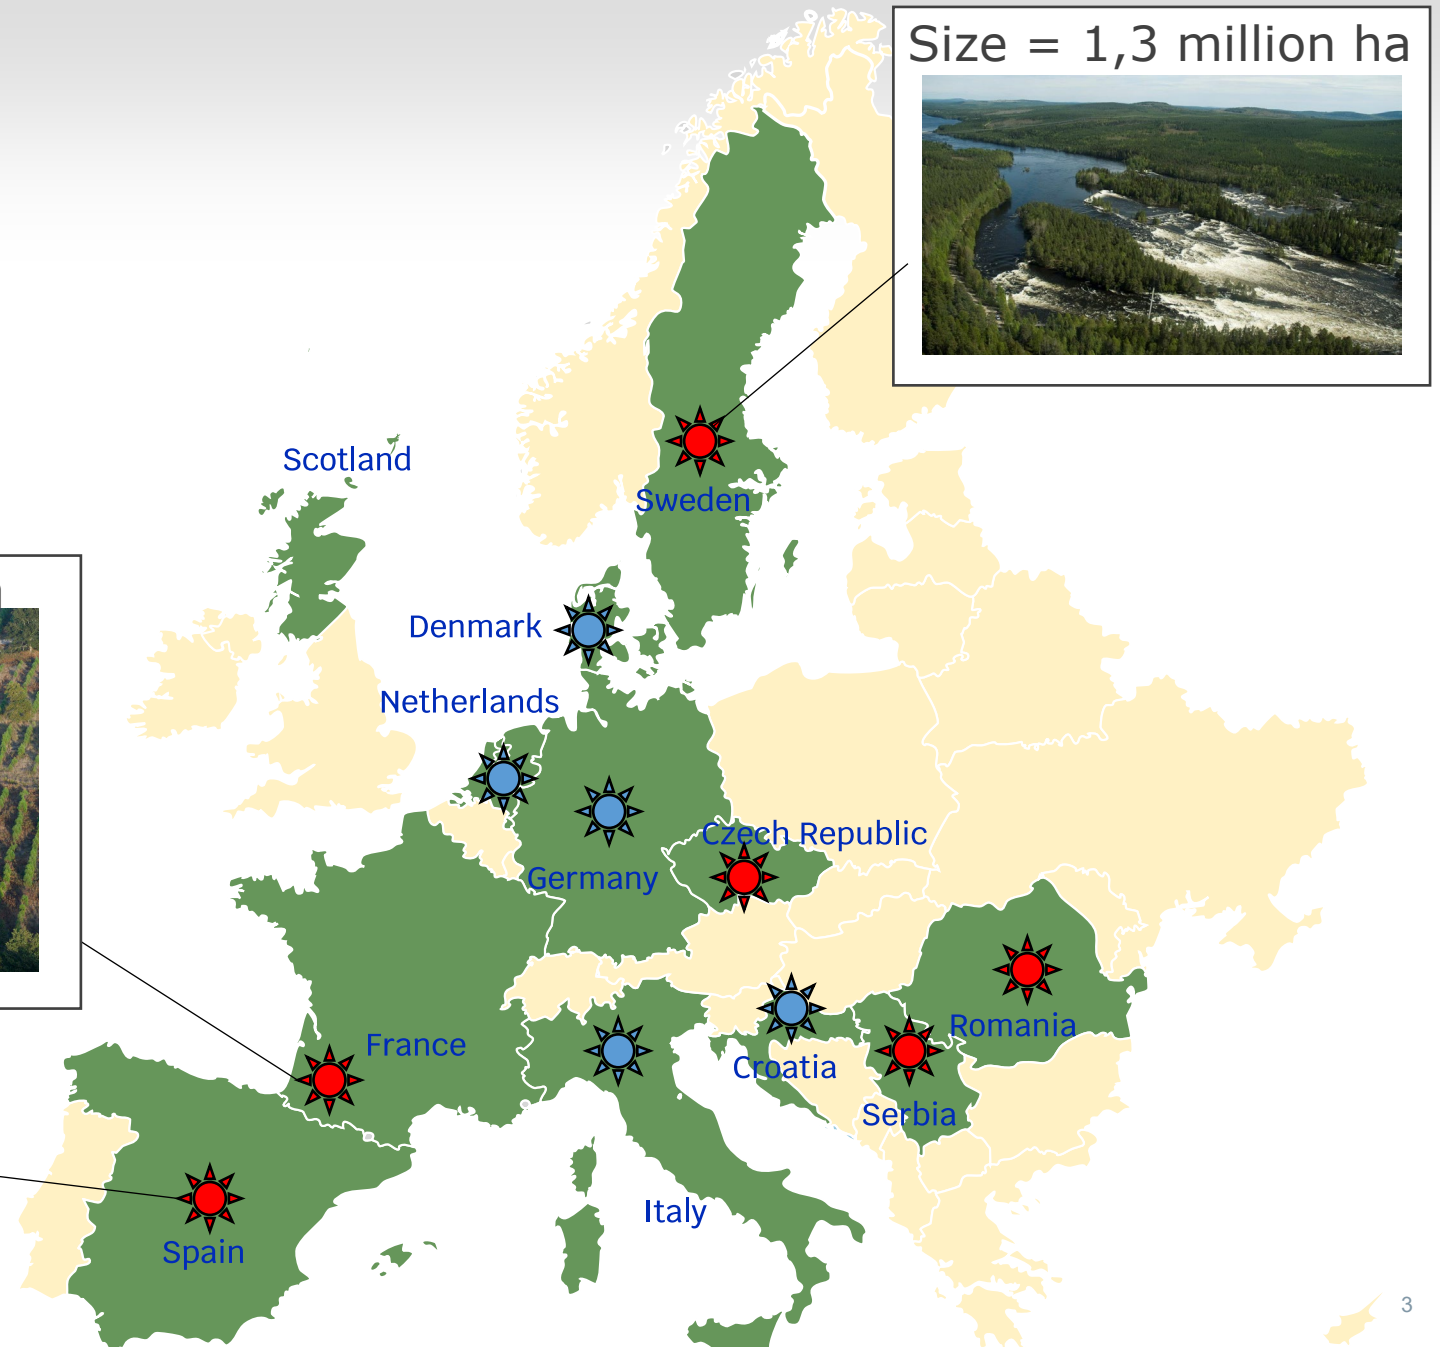 Size = 1,3 million ha
Scotland
Sweden
Denmark
Netherlands
Czech Republic
Germany
Romania
France
Croatia
Serbia
Italy
Spain
3